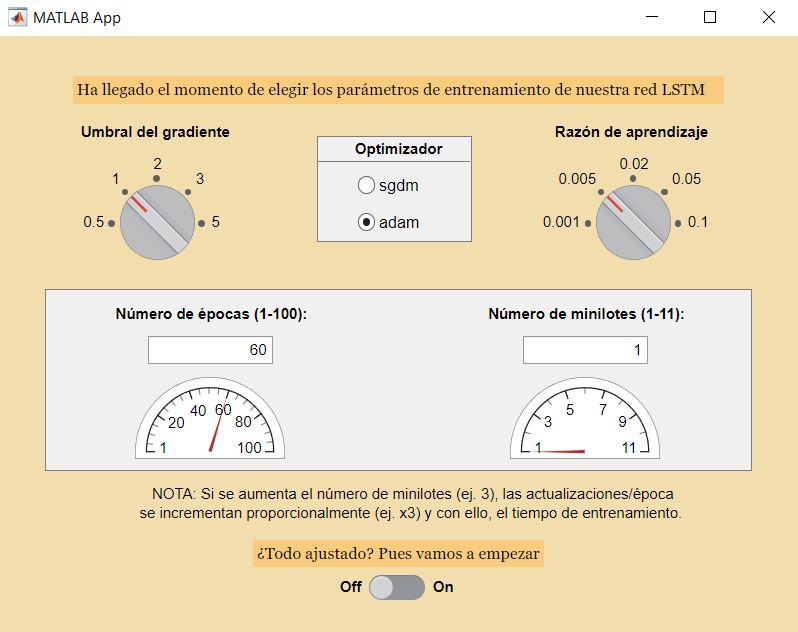 MATLAB App
Ha llegado el momento de elegir los parámetros de entrenamiento de nuestra red LSTM
Umbral del gradiente
0.5
1
2
3
5
Optimizador
sgdm
adam
Razón de aprendizaje
0.001
0.005
0.02
0.05
0.1
Número de épocas (1-100):
60
1
20
40
60
80
100
Número de minilotes (1-11):
1
1
3
5
7
9
11
NOTA: Si se aumenta el número de minilotes (ej. 3), las actualizaciones/época
se incrementan proporcionalmente (ej. x3) y con ello, el tiempo de entrenamiento.
¿Todo ajustado? Pues vamos a empezar
Off On